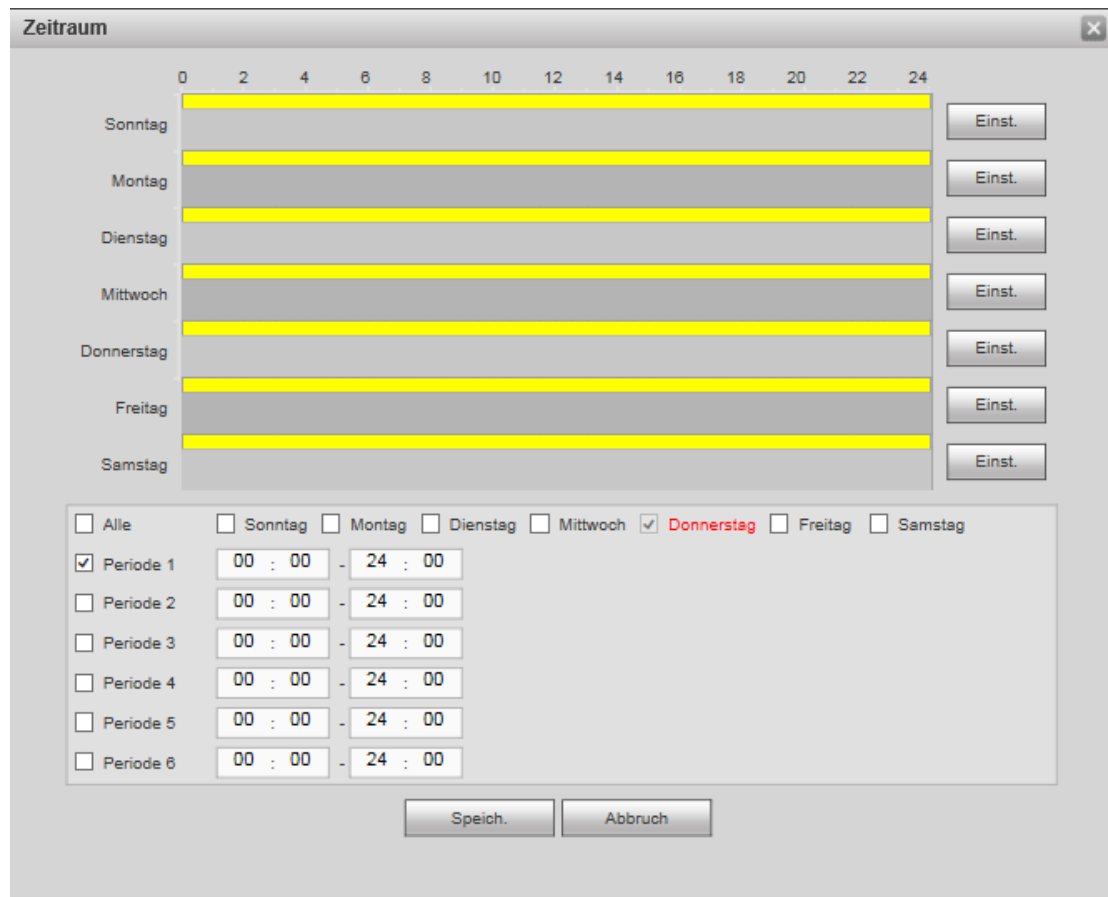 Zeitraum
0 2 4 6 8 10 12 14 16 18 20 22 24
Sonntag Einst.
Montag Einst.
Dienstag Einst.
Mittwoch Einst.
Donnerstag Einst.
Freitag Einst.
Samstag Einst.
Alle Sonntag Montag Dienstag Mittwoch Donnerstag Freitag Samstag
Periode 1 00 : 00 - 24 : 00
Periode 2 00 : 00 - 24 : 00
Periode 3 00 : 00 - 24 : 00
Periode 4 00 : 00 - 24 : 00
Periode 5 00 : 00 - 24 : 00
Periode 6 00 : 00 - 24 : 00
Speich. Abbruch